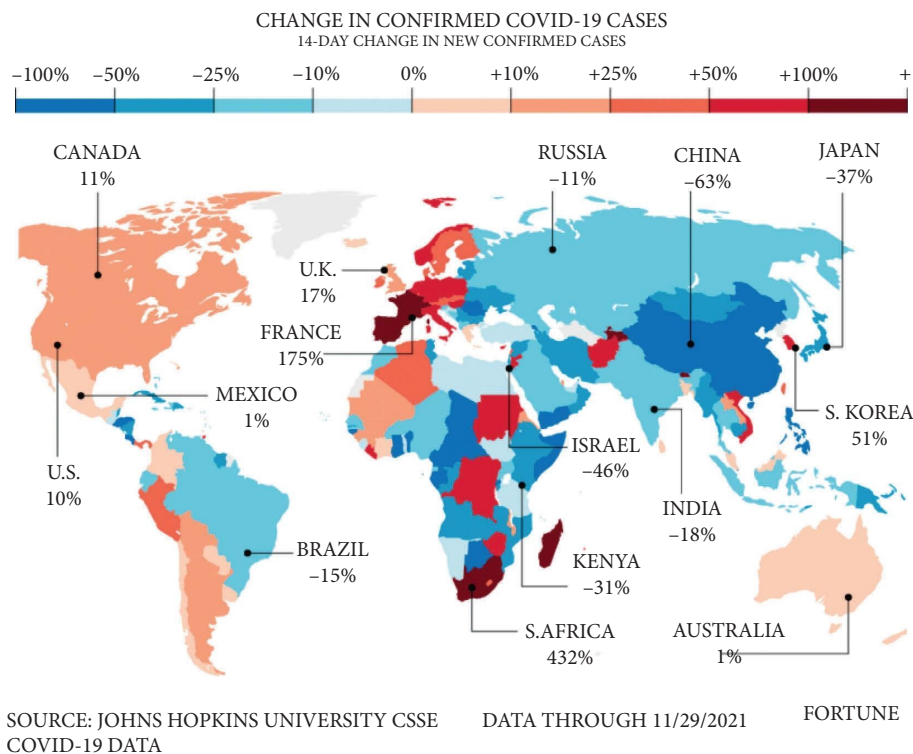 CHANGE IN CONFIRMED COVID-19 CASES
14-DAY CHANGE IN NEW CONFIRMED CASES
−100% −50% −25% −10% 0% +10% +25% +50% +100% +
CANADA
11%
RUSSIA
−11%
CHINA
−63%
JAPAN
−37%
U.K.
17%
FRANCE
175%
MEXICO
1%
U.S.
10%
BRAZIL
−15%
S. KOREA
51%
ISRAEL
−46%
INDIA
−18%
KENYA
−31%
S.AFRICA
432%
AUSTRALIA
1%
SOURCE: JOHNS HOPKINS UNIVERSITY CSSE
COVID-19 DATA
DATA THROUGH 11/29/2021
FORTUNE